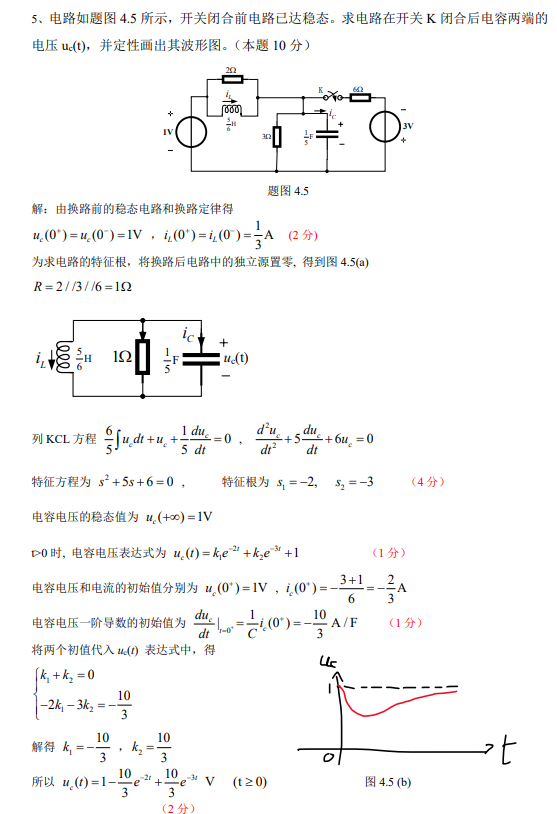 5、电路如题图 4.5 所示，开关闭合前电路已达稳态。求电路在开关 K 闭合后电容两端的
电压 uc(t)，并定性画出其波形图。（本题 10 分）
2Ω
iL
5/6 H
K
6Ω
iC
+
1V
−
3Ω
1/5 F
+
−
−
3V
+
题图 4.5
解：由换路前的稳态电路和换路定律得
uc(0⁺) = uc(0⁻) = 1V ，iL(0⁺) = iL(0⁻) = 1/3 A （2 分）
为求电路的特征根，将换路后电路中的独立源置零, 得到图 4.5(a)
R = 2//3//6 = 1Ω
iL
5/6 H
1Ω
1/5 F
iC
+
uc(t)
−
列 KCL 方程 6/5 ∫uc dt + uc + 1/5 duc/dt = 0 , d²uc/dt² + 5 duc/dt + 6uc = 0
特征方程为 s² + 5s + 6 = 0 , 特征根为 s₁ = −2, s₂ = −3 （4 分）
电容电压的稳态值为 uc(+∞) = 1V
t>0 时, 电容电压表达式为 uc(t) = k₁e^(−2t) + k₂e^(−3t) + 1 （1 分）
电容电压和电流的初始值分别为 uc(0⁺) = 1V , ic(0⁺) = −(3+1)/6 = −2/3 A
电容电压一阶导数的初始值为 duc/dt |t=0⁺ = 1/C ic(0⁺) = −10/3 A / F （1 分）
将两个初值代入 uc(t) 表达式中，得
{ k₁ + k₂ = 0
−2k₁ − 3k₂ = −10/3
解得 k₁ = −10/3 , k₂ = 10/3
所以 uc(t) = 1 − 10/3 e^(−2t) + 10/3 e^(−3t) V (t ≥ 0)
（2 分）
uc
1
0
t
图 4.5 (b)